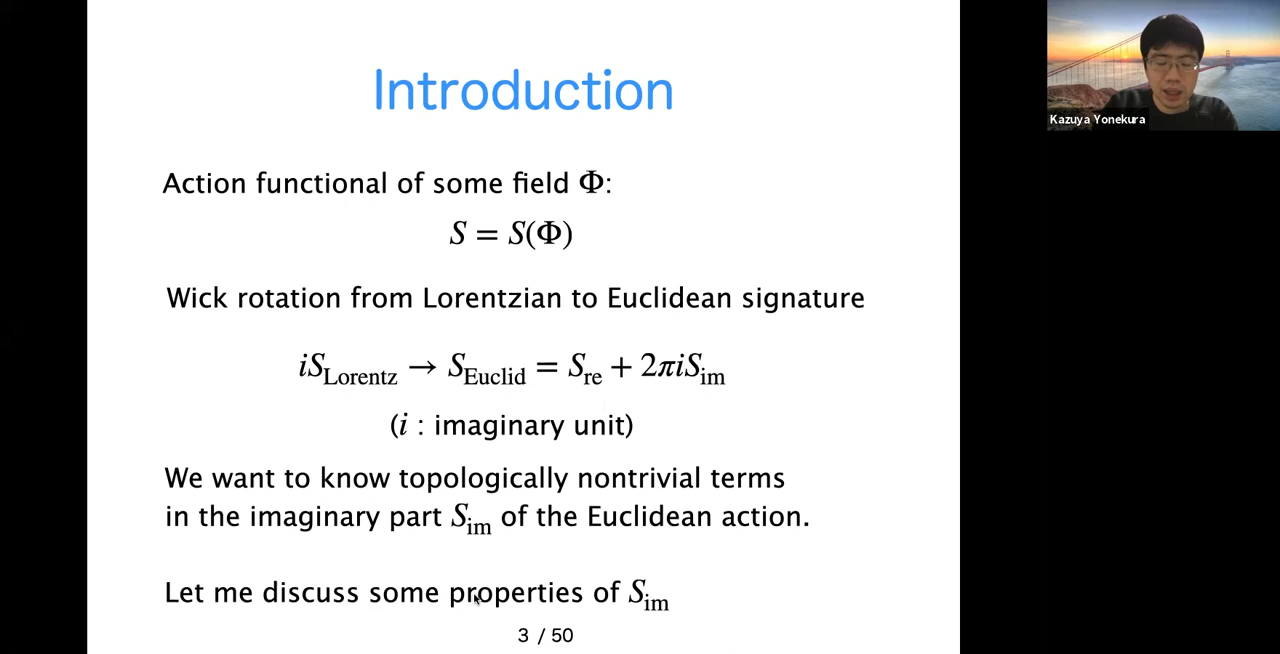 Introduction
Action functional of some field Φ:
S = S(Φ)
Wick rotation from Lorentzian to Euclidean signature
iS_Lorentz → S_Euclid = S_re + 2πiS_im
(i : imaginary unit)
We want to know topologically nontrivial terms
in the imaginary part S_im of the Euclidean action.
Let me discuss some properties of S_im
3 / 50
Kazuya Yonekura